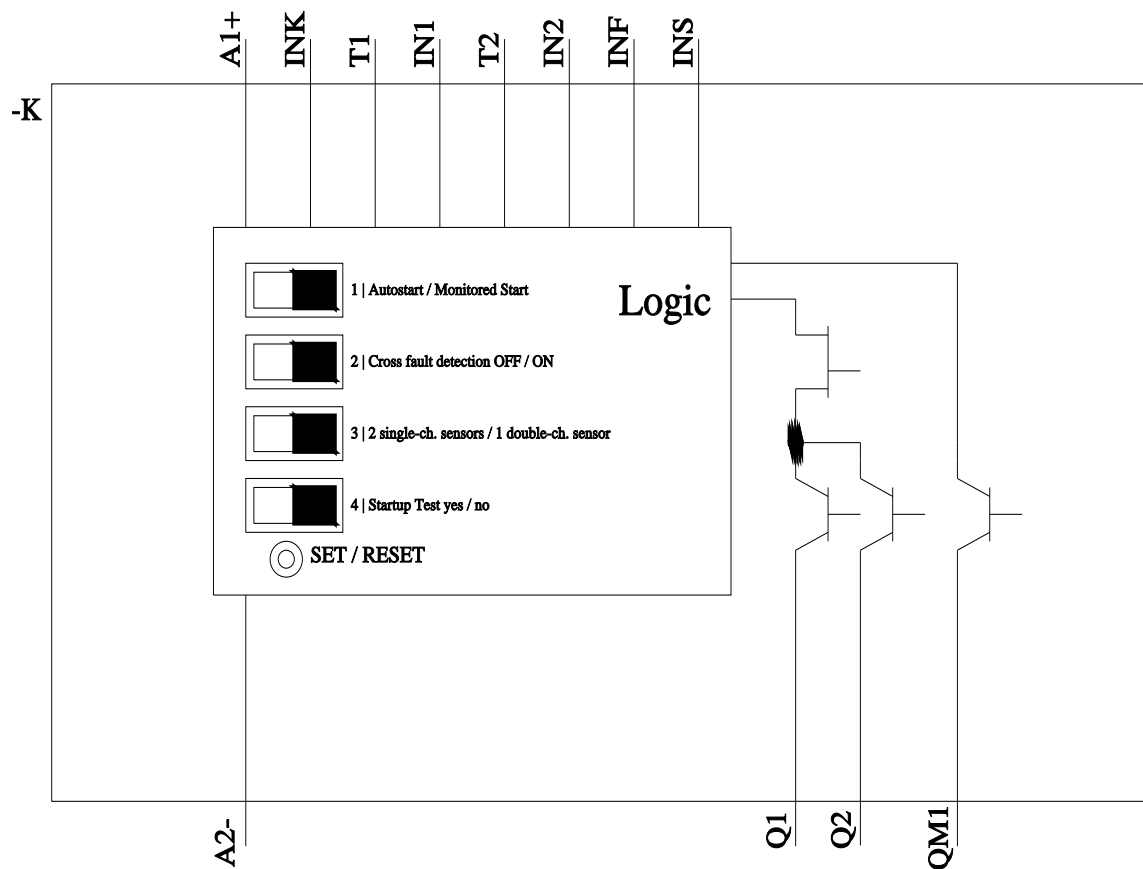 A1+
INK
T1
IN1
T2
IN2
INF
INS
-K
1 | Autostart / Monitored Start
Logic
2 | Cross fault detection OFF / ON
3 | 2 single-ch. sensors / 1 double-ch. sensor
4 | Startup Test yes / no
SET / RESET
A2-
Q1
Q2
QM1